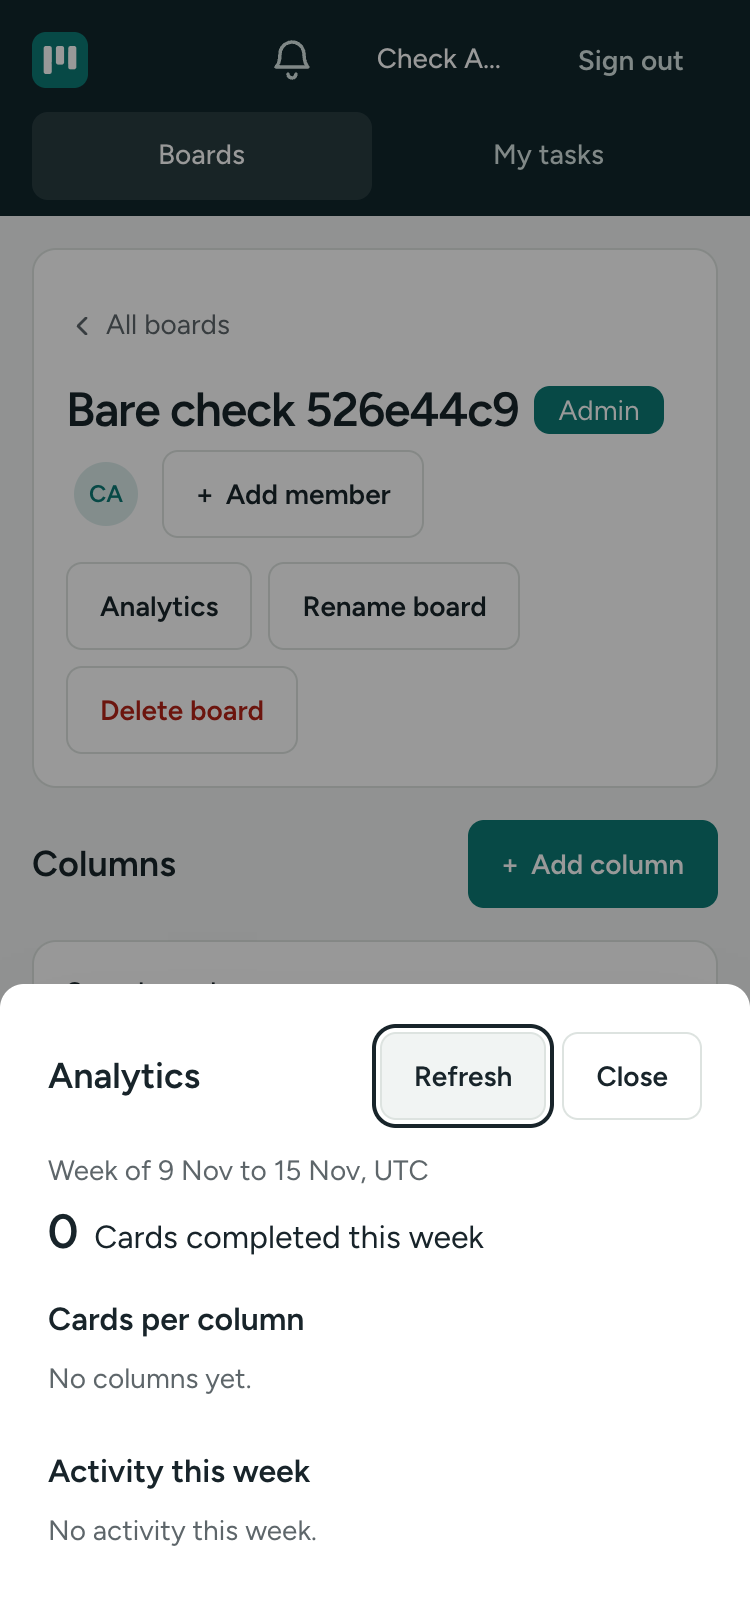 Check A...
Sign out
Boards
My tasks
All boards
Bare check 526e44c9
Admin
CA
+ Add member
Analytics
Rename board
Delete board
Columns
+ Add column
Analytics
Refresh
Close
Week of 9 Nov to 15 Nov, UTC
0 Cards completed this week
Cards per column
No columns yet.
Activity this week
No activity this week.